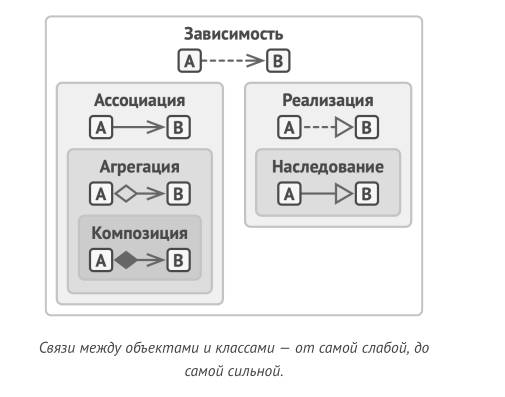 Зависимость
A B
Ассоциация
A B
Реализация
A B
Агрегация
A B
Наследование
A B
Композиция
A B
Связи между объектами и классами — от самой слабой, до
самой сильной.